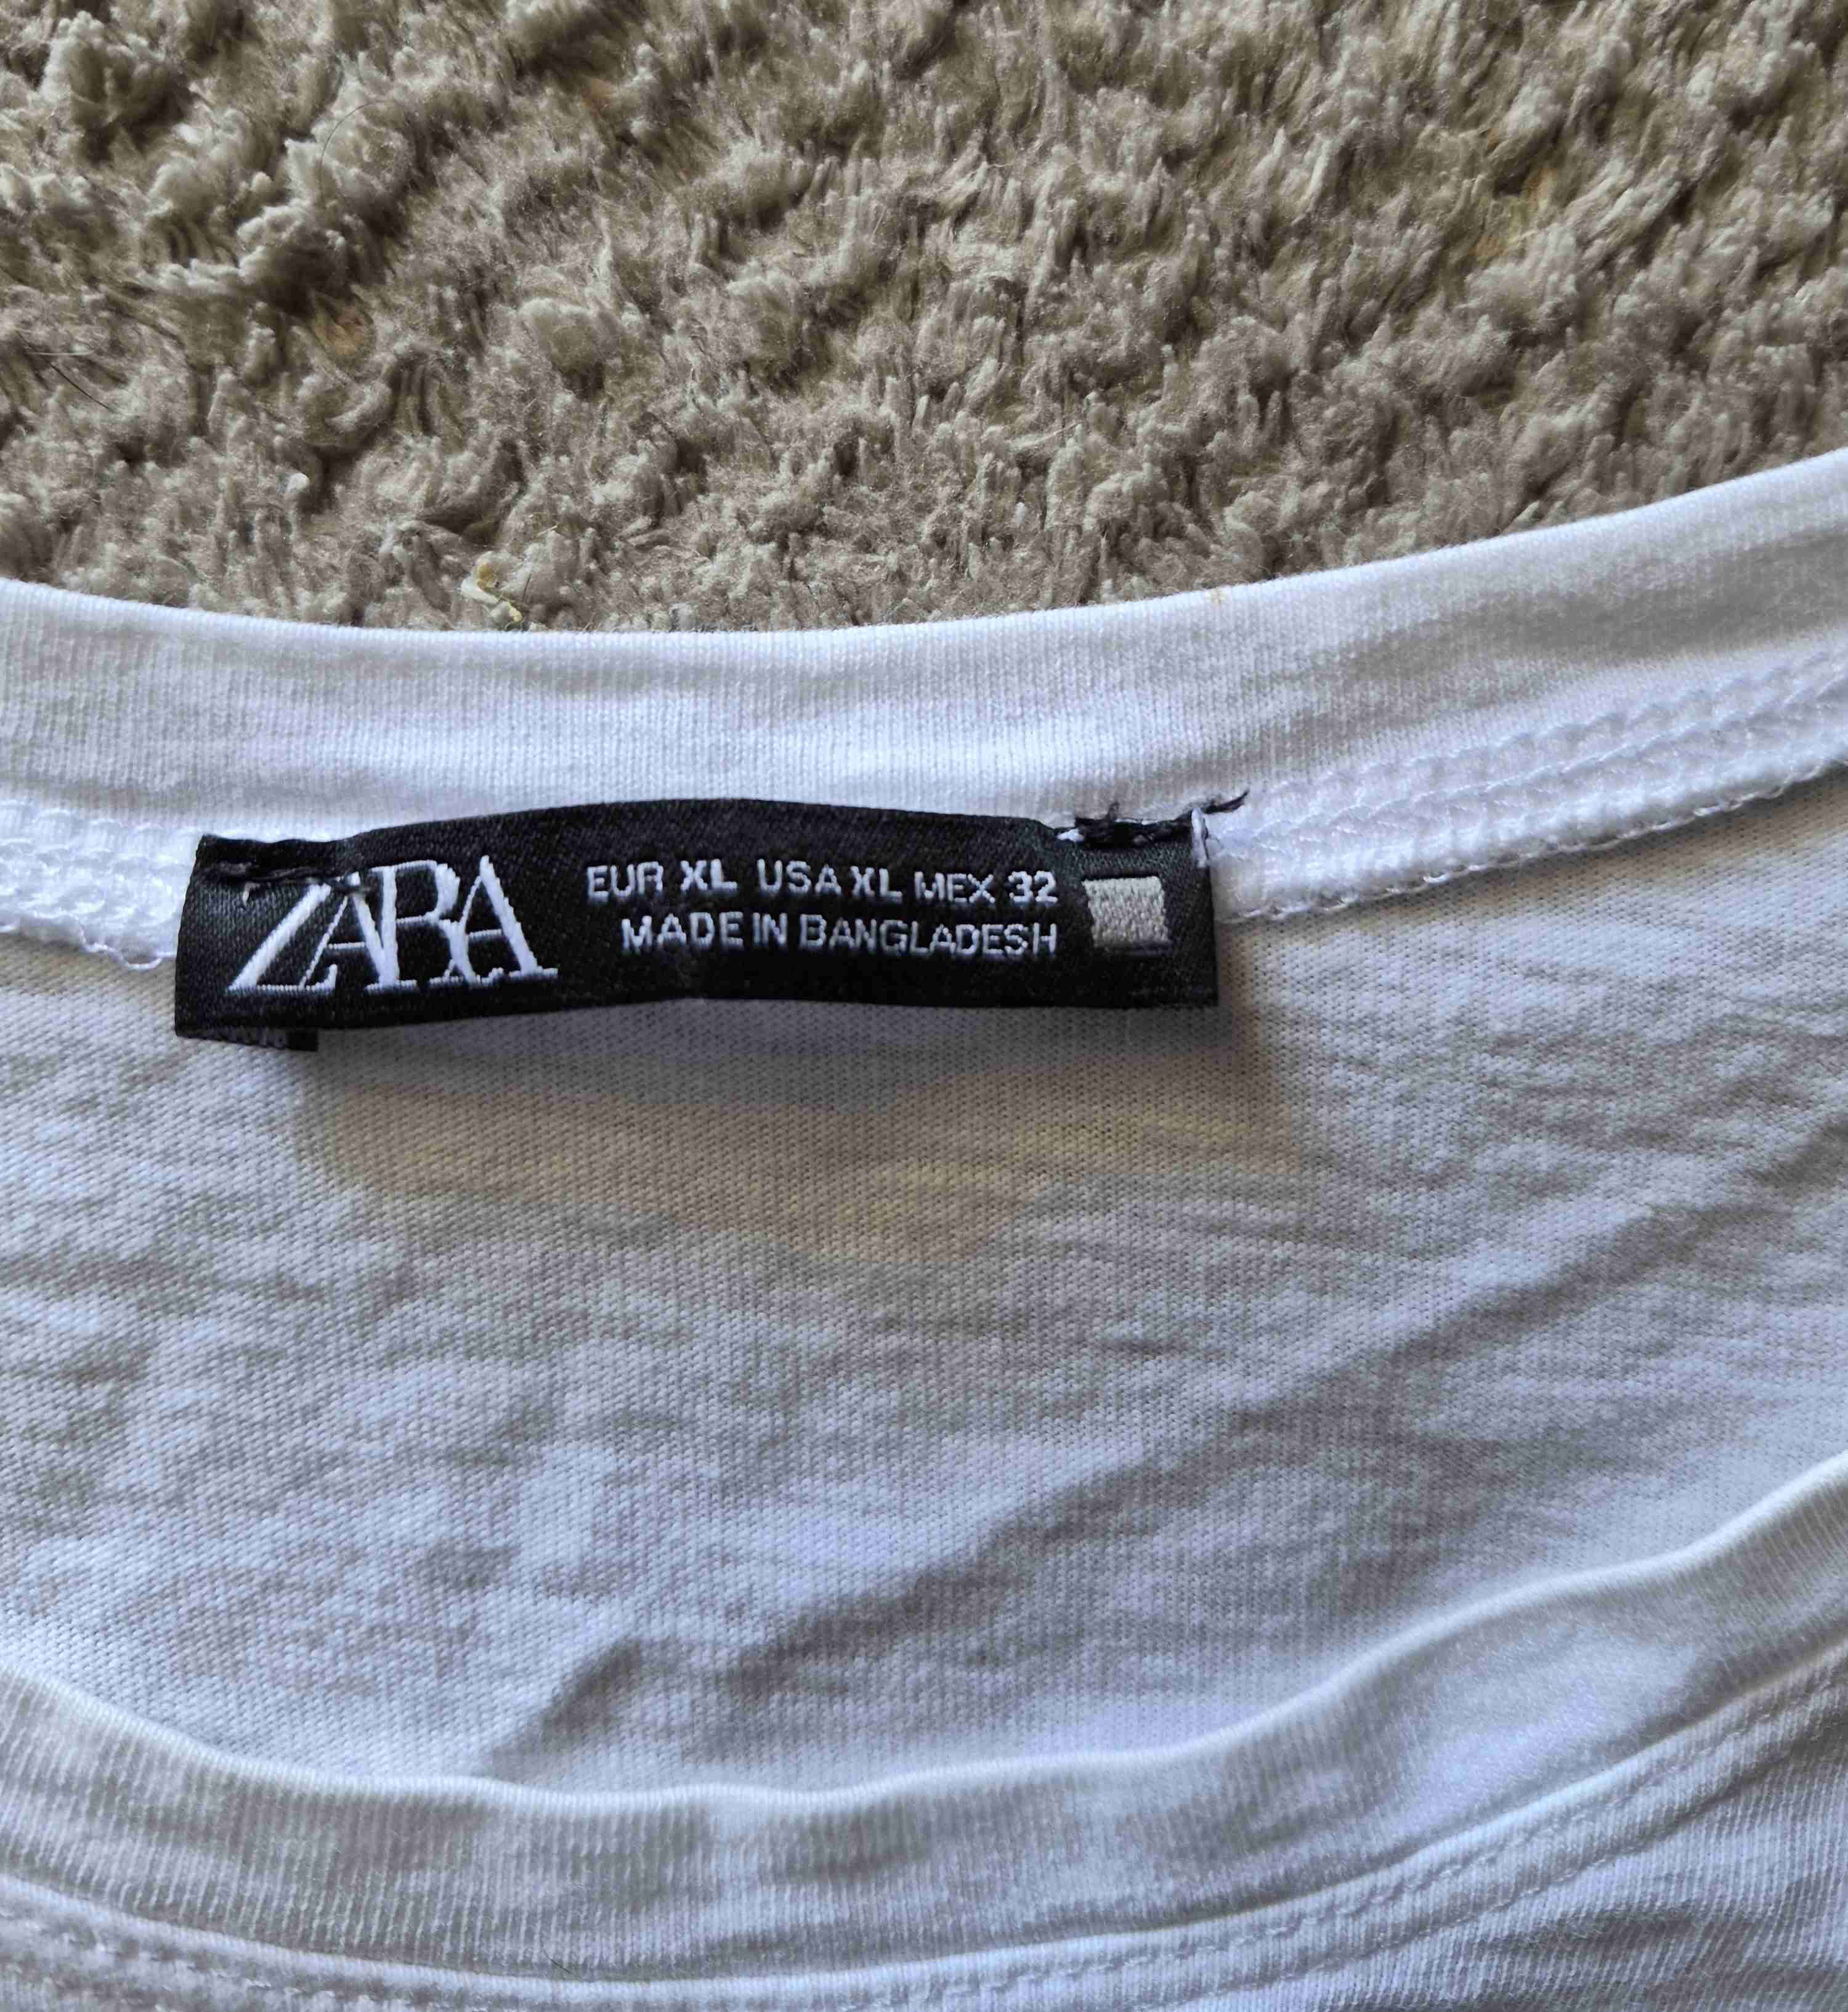 ZARA
EUR XL USA XL MEX 32
MADE IN BANGLADESH